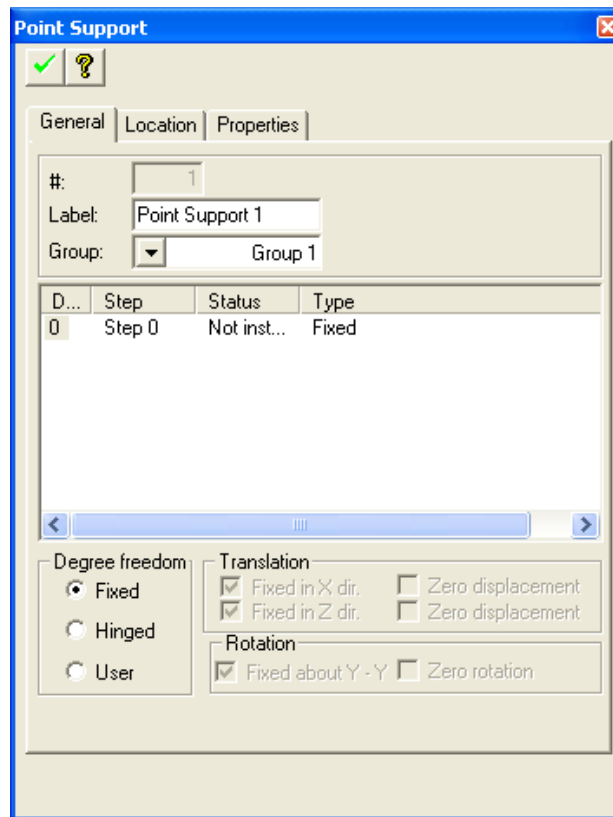 Point Support
General Location Properties
#: 1
Label: Point Support 1
Group: Group 1
D... Step Status Type
0 Step 0 Not inst... Fixed
Degree freedom Translation
Fixed Fixed in X dir. Zero displacement
Fixed in Z dir. Zero displacement
Hinged
Rotation
User Fixed about Y - Y Zero rotation